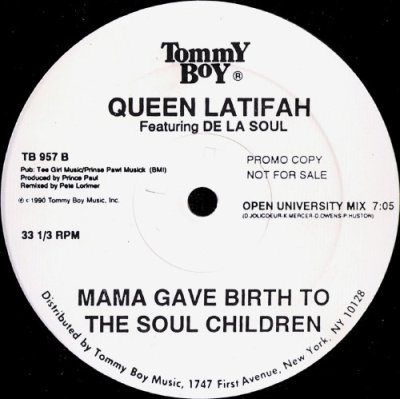 Tommy
Boy ®
QUEEN LATIFAH
Featuring DE LA SOUL
TB 957 B
Pub: Tee Girl Music/Prinse Pawl Musick (BMI)
Produced by Prince Paul
Remixed by Pete Lorimer
℗ © 1990 Tommy Boy Music, Inc.
33 1/3 RPM
PROMO COPY
NOT FOR SALE
OPEN UNIVERSITY MIX 7:05
(D.JOLICOEUR-K.MERCER-D.OWENS-P.HUSTON)
MAMA GAVE BIRTH TO
THE SOUL CHILDREN
Distributed by Tommy Boy Music, 1747 First Avenue, New York, NY 10128